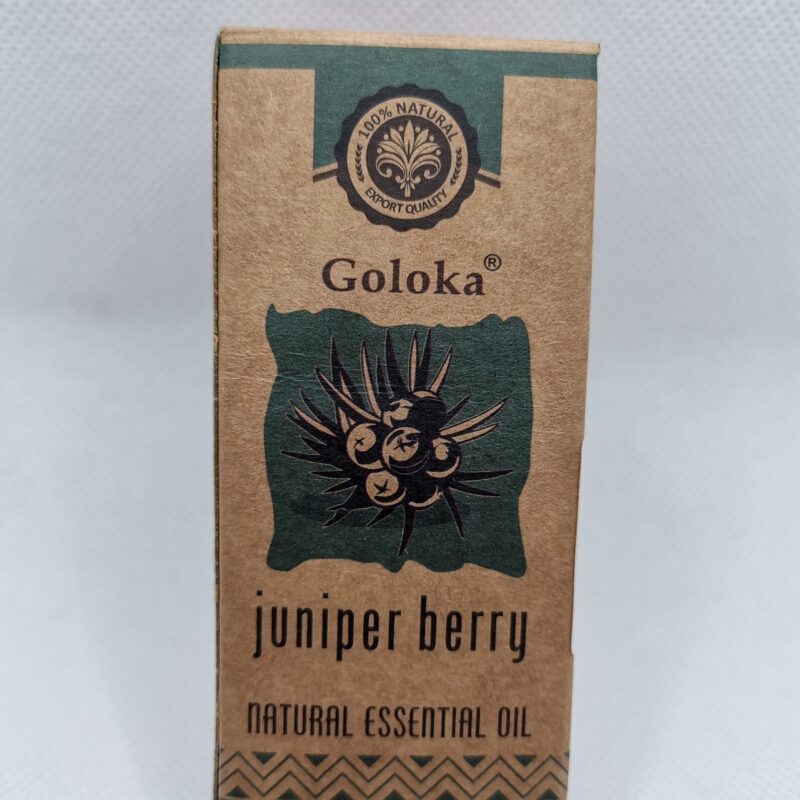 100% NATURAL
EXPORT QUALITY
Goloka®
juniper berry
NATURAL ESSENTIAL OIL